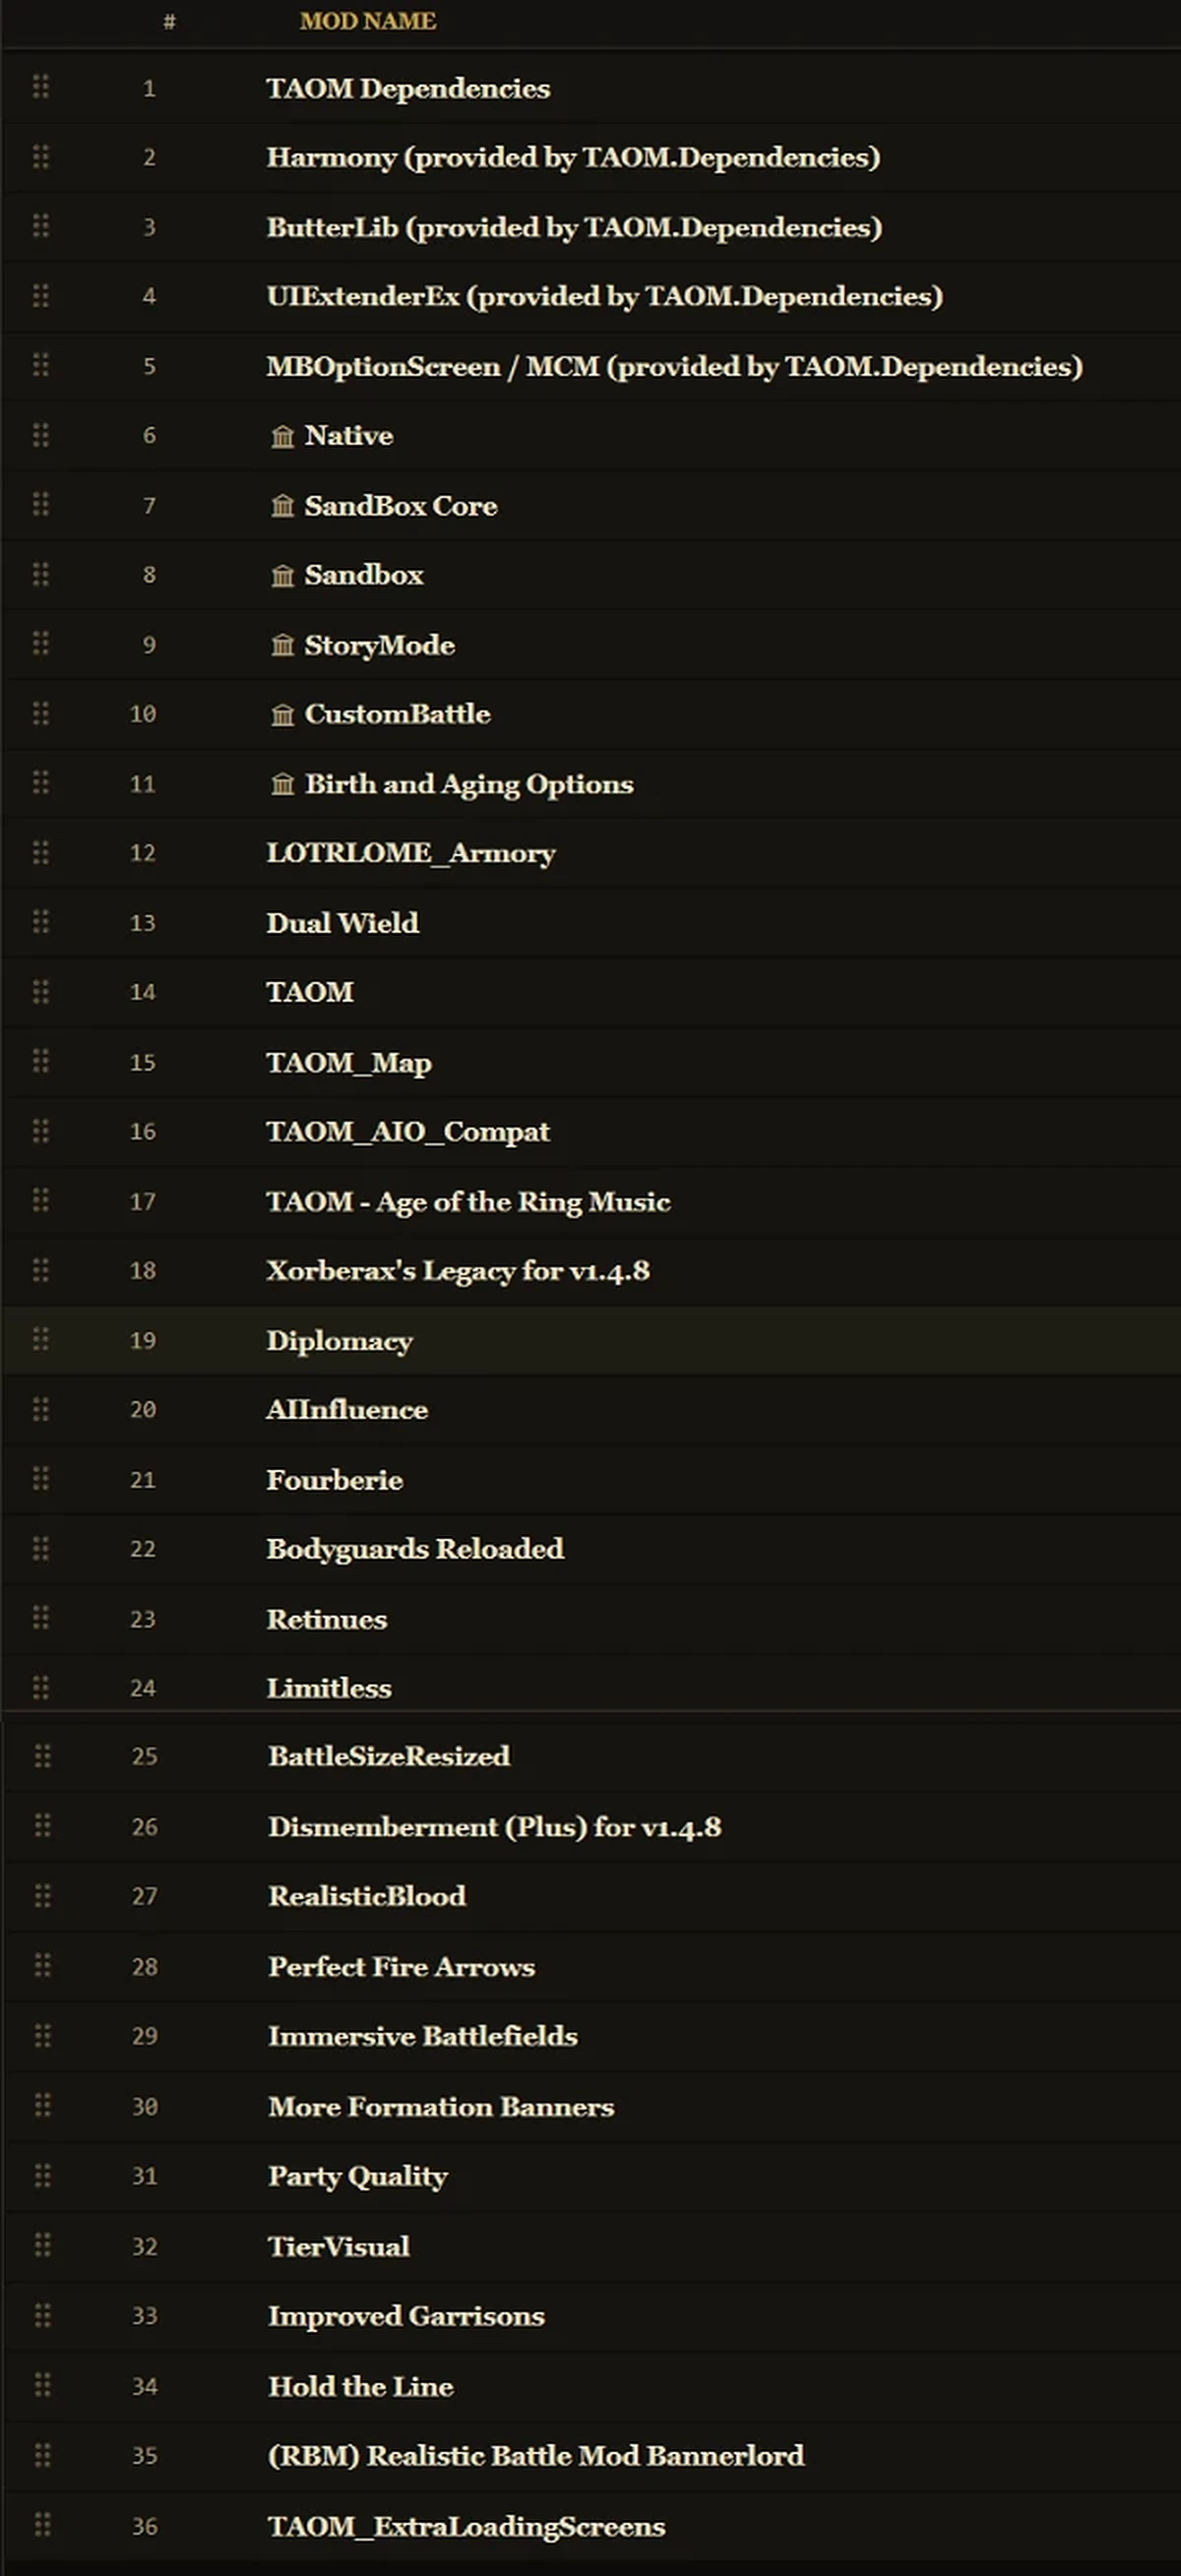 # MOD NAME
1 TAOM Dependencies
2 Harmony (provided by TAOM.Dependencies)
3 ButterLib (provided by TAOM.Dependencies)
4 UIExtenderEx (provided by TAOM.Dependencies)
5 MBOptionScreen / MCM (provided by TAOM.Dependencies)
6 Native
7 SandBox Core
8 Sandbox
9 StoryMode
10 CustomBattle
11 Birth and Aging Options
12 LOTRLOME_Armory
13 Dual Wield
14 TAOM
15 TAOM_Map
16 TAOM_AIO_Compat
17 TAOM - Age of the Ring Music
18 Xorberax's Legacy for v1.4.8
19 Diplomacy
20 AIInfluence
21 Fourberie
22 Bodyguards Reloaded
23 Retinues
24 Limitless
25 BattleSizeResized
26 Dismemberment (Plus) for v1.4.8
27 RealisticBlood
28 Perfect Fire Arrows
29 Immersive Battlefields
30 More Formation Banners
31 Party Quality
32 TierVisual
33 Improved Garrisons
34 Hold the Line
35 (RBM) Realistic Battle Mod Bannerlord
36 TAOM_ExtraLoadingScreens